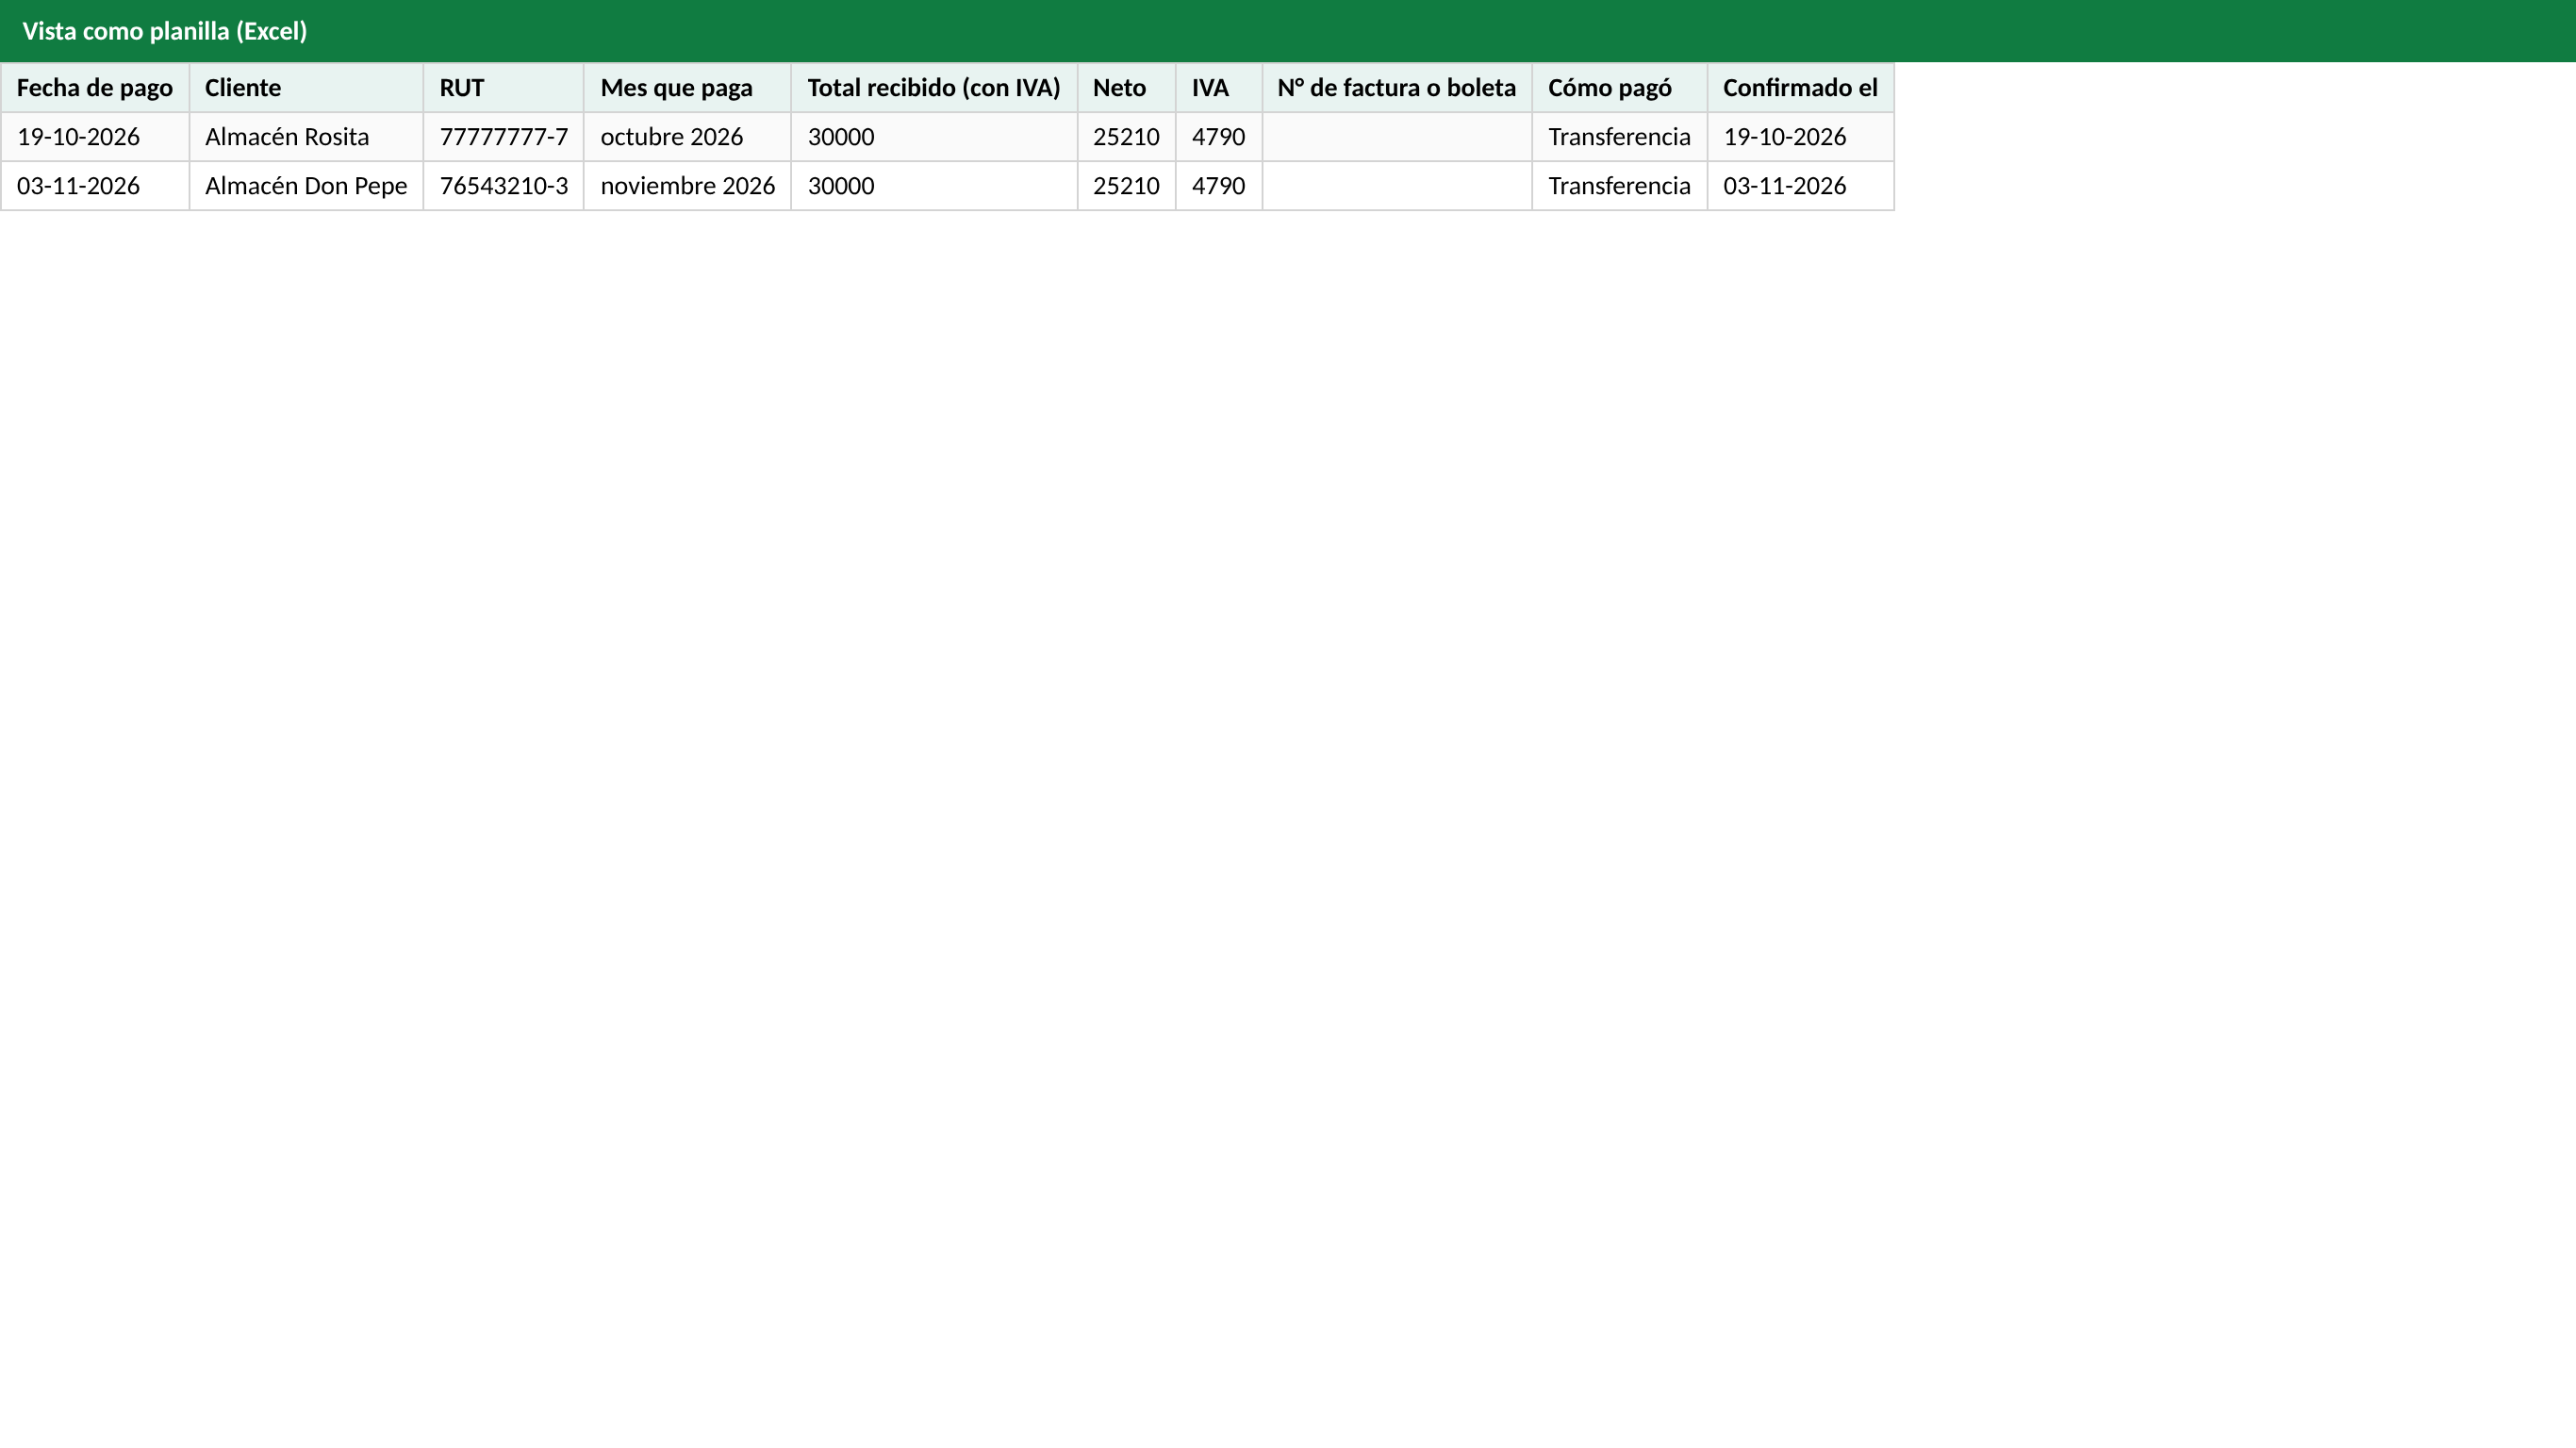 Vista como planilla (Excel)
Fecha de pago Cliente RUT Mes que paga Total recibido (con IVA) Neto IVA N° de factura o boleta Cómo pagó Confirmado el
19-10-2026 Almacén Rosita 77777777-7 octubre 2026 30000 25210 4790 Transferencia 19-10-2026
03-11-2026 Almacén Don Pepe 76543210-3 noviembre 2026 30000 25210 4790 Transferencia 03-11-2026